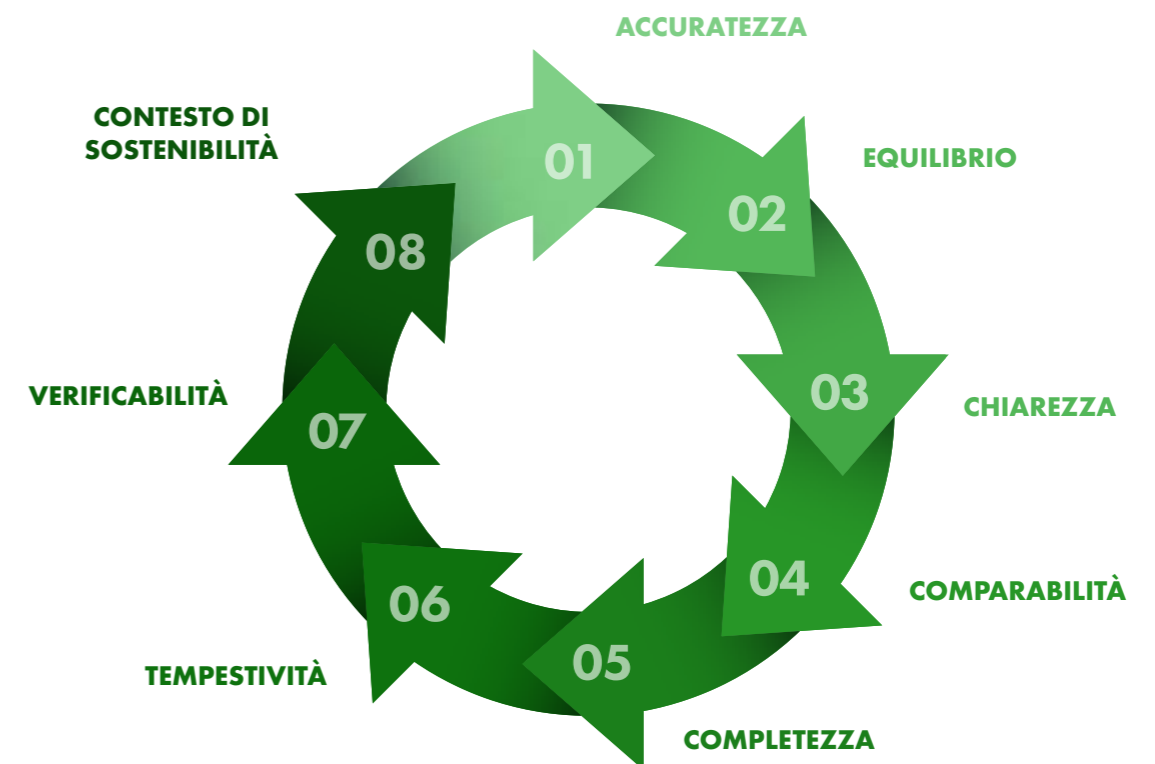 ACCURATEZZA
01
EQUILIBRIO
02
CHIAREZZA
03
COMPARABILITÀ
04
COMPLETEZZA
05
TEMPESTIVITÀ
06
VERIFICABILITÀ
07
CONTESTO DI
SOSTENIBILITÀ
08